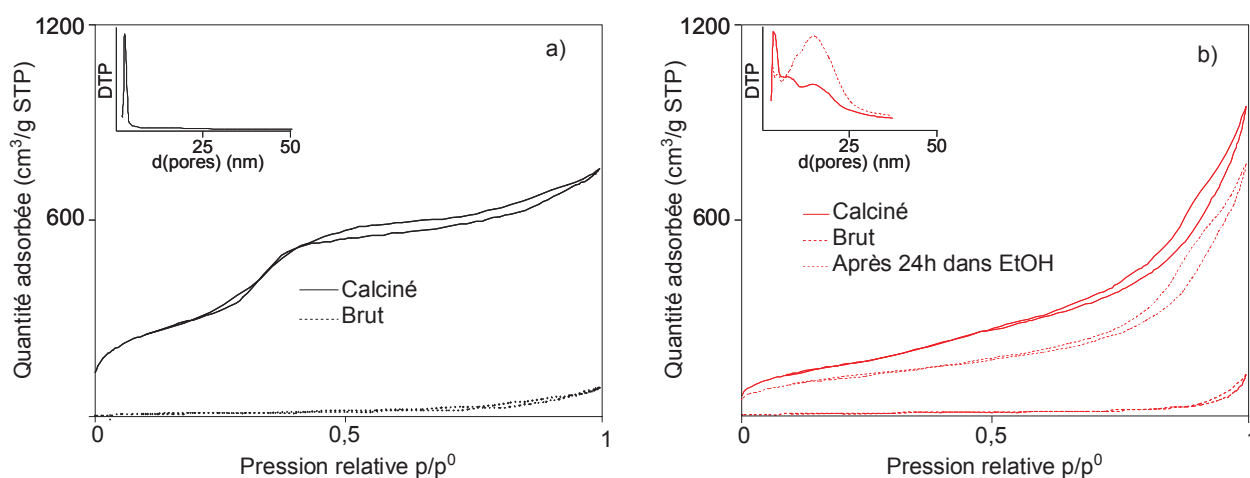 1200
a)
DTP
25
50
d(pores) (nm)
Quantité adsorbée (cm³/g STP)
600
Calciné
Brut
0
0,5
1
Pression relative p/p⁰
1200
b)
DTP
25
50
d(pores) (nm)
Quantité adsorbée (cm³/g STP)
600
Calciné
Brut
Après 24h dans EtOH
0
0,5
1
Pression relative p/p⁰